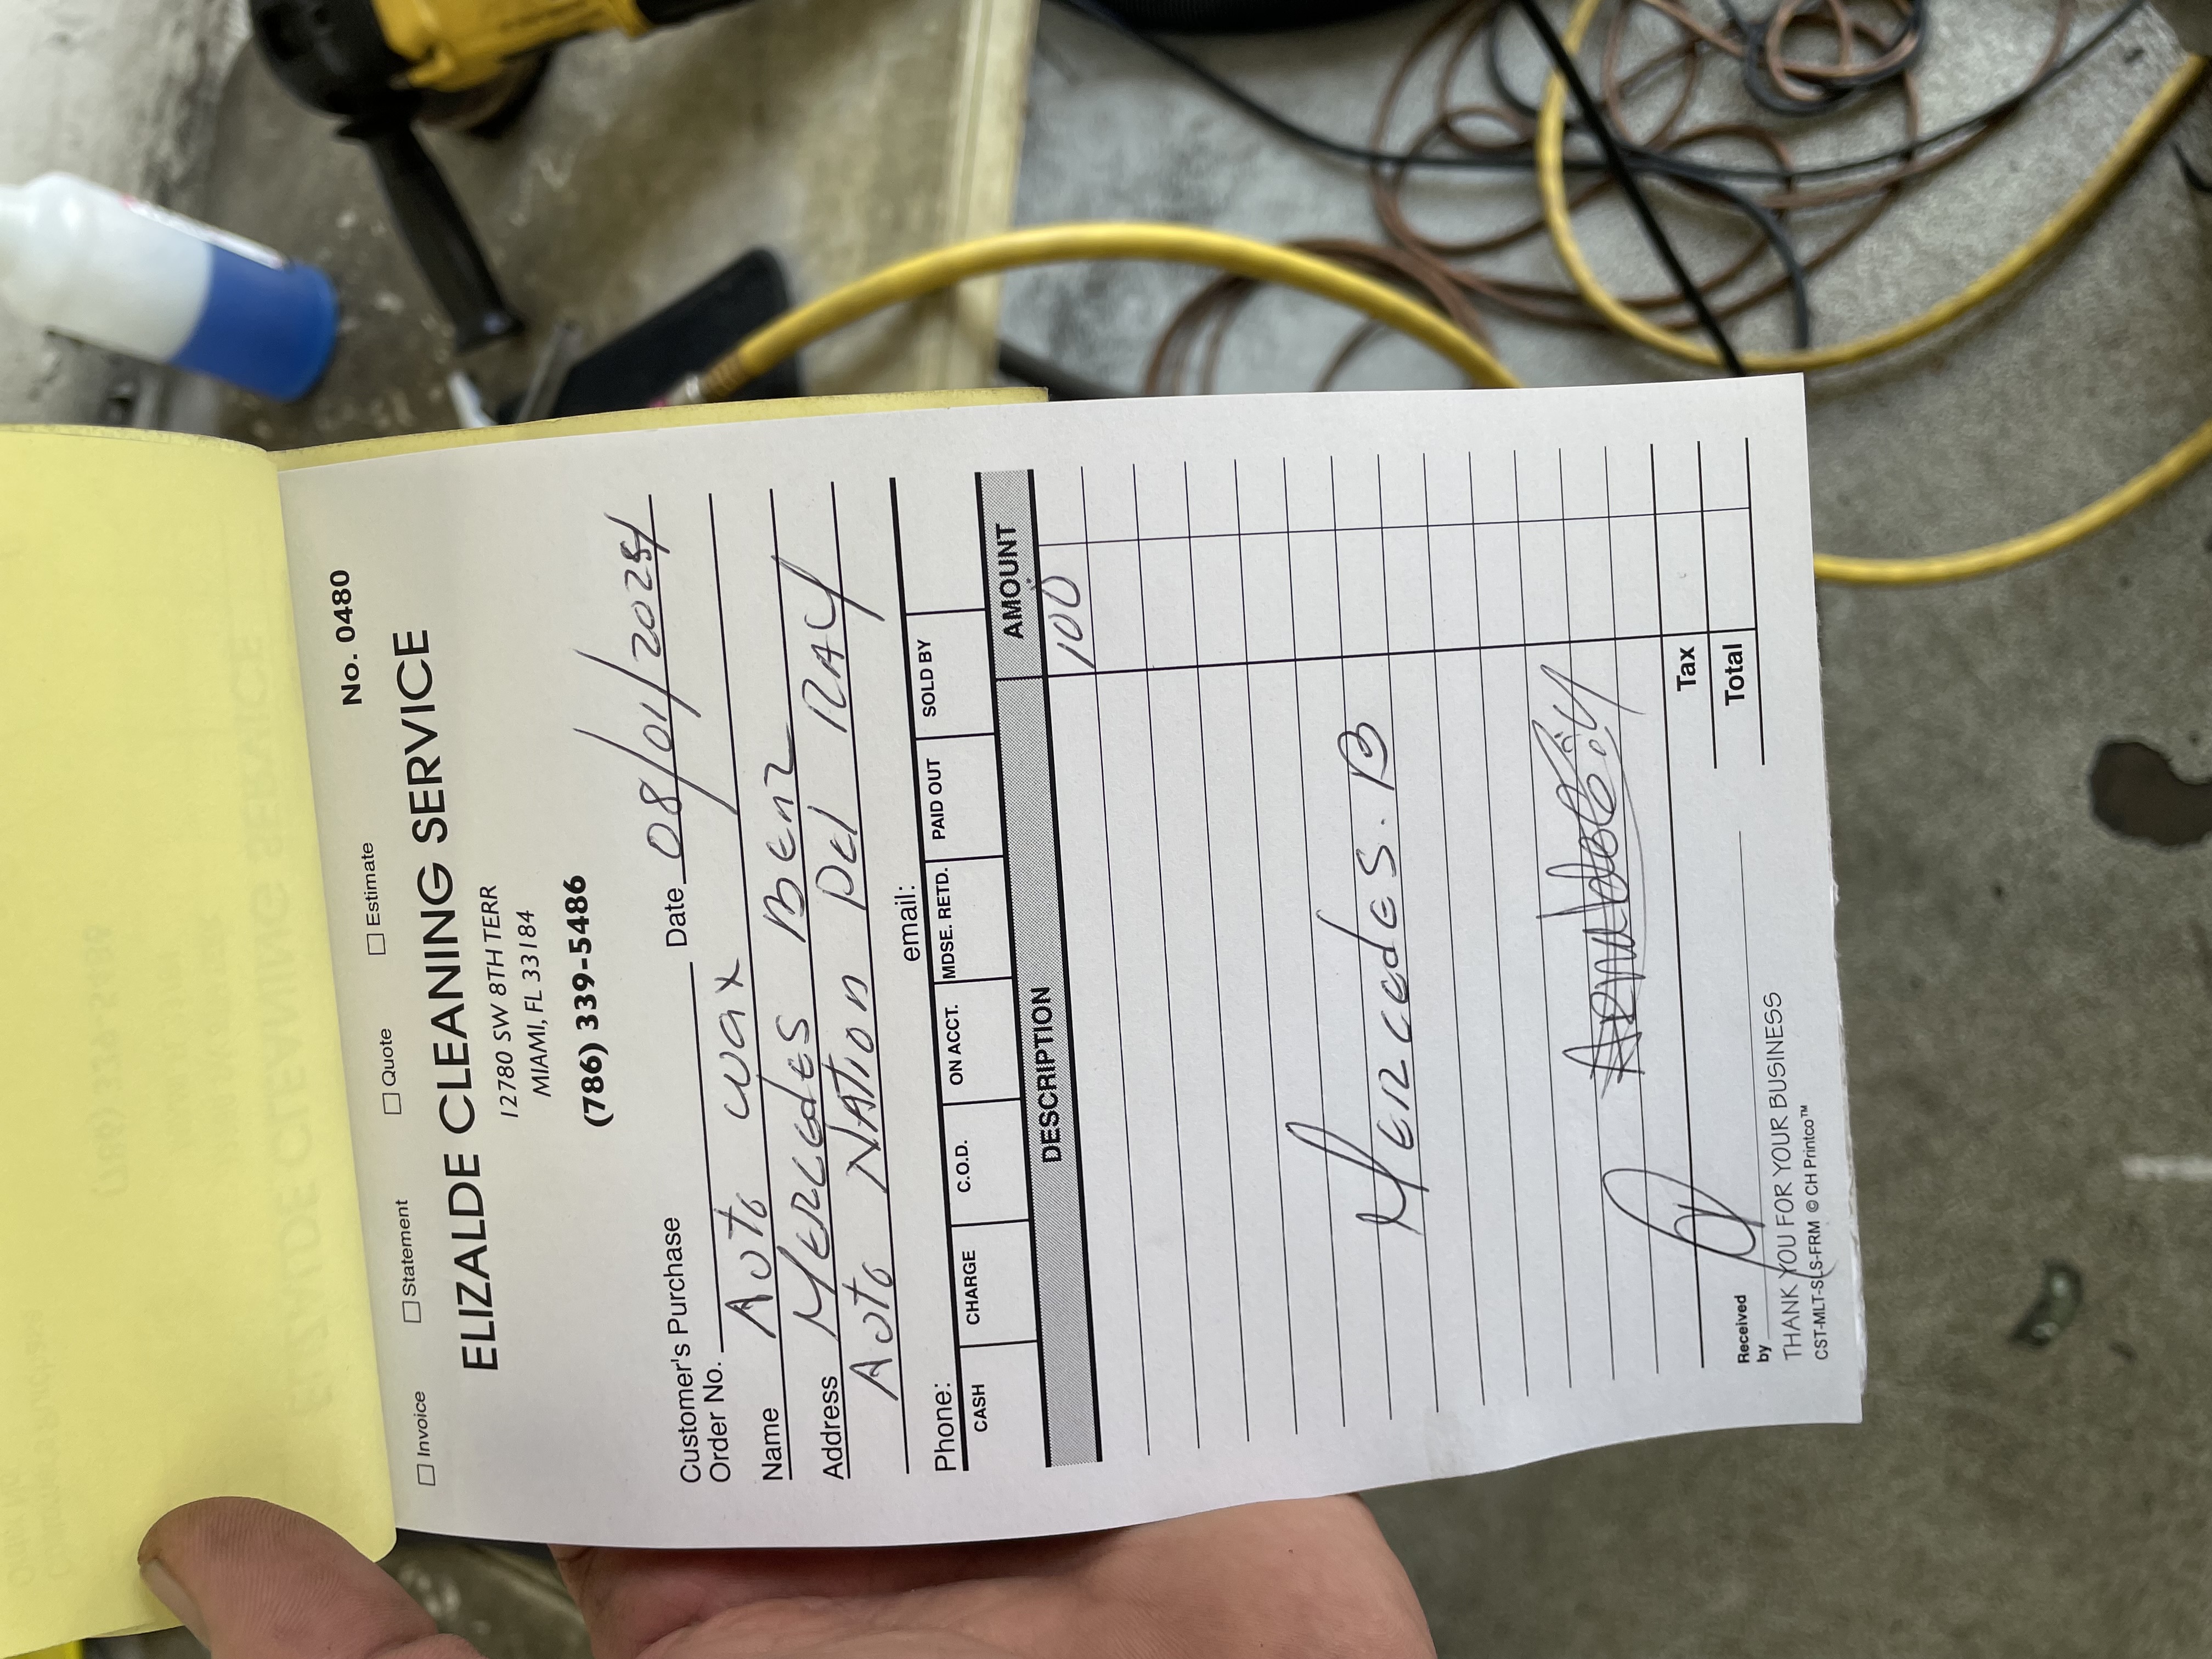 No. 0480
☐ Invoice ☐ Statement ☐ Quote ☐ Estimate
ELIZALDE CLEANING SERVICE
12780 SW 8TH TERR
MIAMI, FL 33184
(786) 339-5486
Customer's Purchase
Order No. Date 08/01/2025
Name Auto wax
Address Mercedes Benz
Auto Nation Del RAY
Phone: email:
CASH CHARGE C.O.D. ON ACCT. MDSE. RETD. PAID OUT SOLD BY
DESCRIPTION AMOUNT
100
Mercedes. B
Tax
Received
by Total
THANK YOU FOR YOUR BUSINESS
CST-MLT-SLS-FRM © CH Printco™